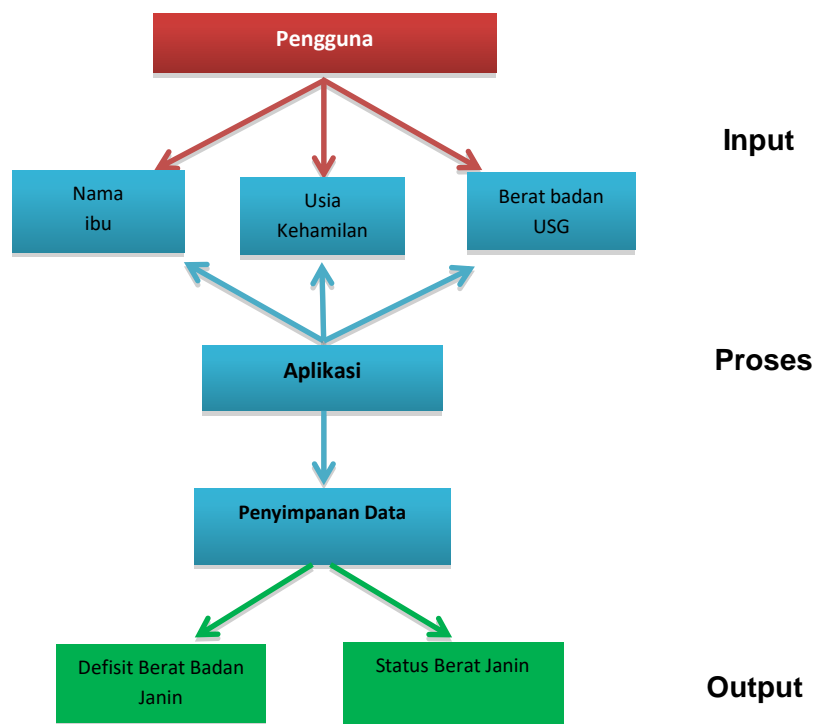 Pengguna
Input
Nama
ibu
Usia
Kehamilan
Berat badan
USG
Aplikasi
Proses
Penyimpanan Data
Defisit Berat Badan
Janin
Status Berat Janin
Output